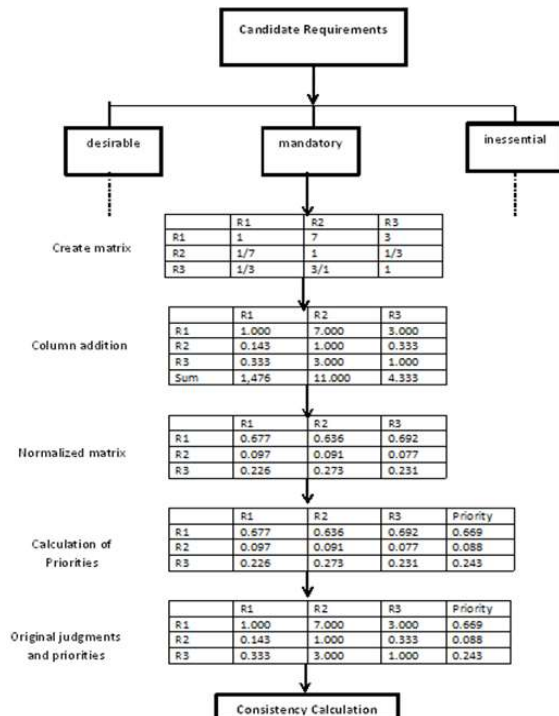 Candidate Requirements
desirable mandatory inessential
R1 R2 R3
R1 1 7 3
R2 1/7 1 1/3
R3 1/3 3/1 1
Create matrix
R1 R2 R3
R1 1.000 7.000 3.000
R2 0.143 1.000 0.333
R3 0.333 3.000 1.000
Sum 1,476 11.000 4.333
Column addition
R1 R2 R3
R1 0.677 0.636 0.692
R2 0.097 0.091 0.077
R3 0.226 0.273 0.231
Normalized matrix
R1 R2 R3 Priority
R1 0.677 0.636 0.692 0.669
R2 0.097 0.091 0.077 0.088
R3 0.226 0.273 0.231 0.243
Calculation of
Priorities
R1 R2 R3 Priority
R1 1.000 7.000 3.000 0.669
R2 0.143 1.000 0.333 0.088
R3 0.333 3.000 1.000 0.243
Original judgments
and priorities
Consistency Calculation